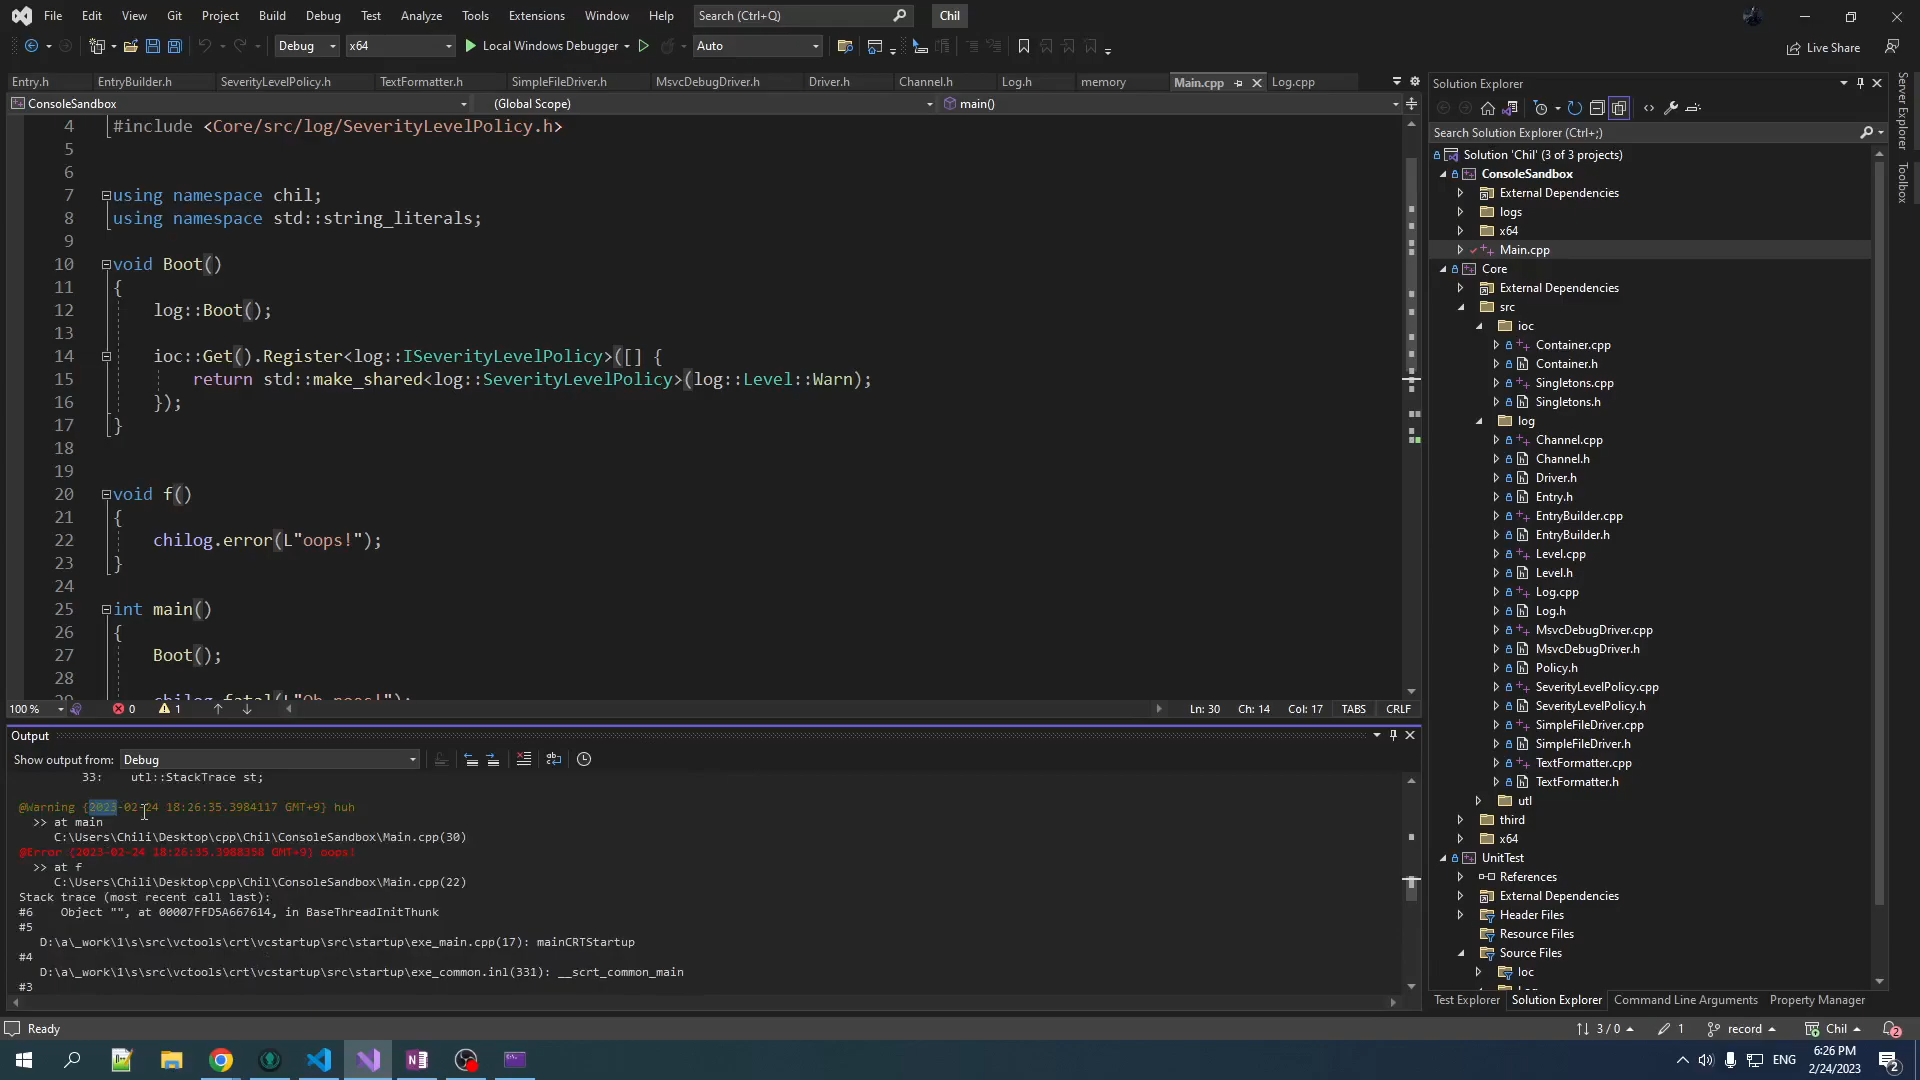 File Edit View Git Project Build Debug Test Analyze Tools Extensions Window Help Search (Ctrl+Q) Chil
Debug x64 Local Windows Debugger Auto Live Share
Entry.h EntryBuilder.h SeverityLevelPolicy.h TextFormatter.h SimpleFileDriver.h MsvcDebugDriver.h Driver.h Channel.h Log.h memory Main.cpp Log.cpp
ConsoleSandbox (Global Scope) main()
4 #include <Core/src/log/SeverityLevelPolicy.h>
5
6
7 using namespace chil;
8 using namespace std::string_literals;
9
10 void Boot()
11 {
12 log::Boot();
13
14 ioc::Get().Register<log::ISeverityLevelPolicy>([] {
15 return std::make_shared<log::SeverityLevelPolicy>(log::Level::Warn);
16 });
17 }
18
19
20 void f()
21 {
22 chilog.error(L"oops!");
23 }
24
25 int main()
26 {
27 Boot();
28
100 % 0 1 Ln: 30 Ch: 14 Col: 17 TABS CRLF
Output
Show output from: Debug
33: utl::StackTrace st;
@Warning {2023-02-24 18:26:35.3984117 GMT+9} huh
>> at main
C:\Users\Chili\Desktop\cpp\Chil\ConsoleSandbox\Main.cpp(30)
@Error {2023-02-24 18:26:35.3988358 GMT+9} oops!
>> at f
C:\Users\Chili\Desktop\cpp\Chil\ConsoleSandbox\Main.cpp(22)
Stack trace (most recent call last):
#6 Object "", at 00007FFD5A667614, in BaseThreadInitThunk
#5
D:\a\_work\1\s\src\vctools\crt\vcstartup\src\startup\exe_main.cpp(17): mainCRTStartup
#4
D:\a\_work\1\s\src\vctools\crt\vcstartup\src\startup\exe_common.inl(331): __scrt_common_main
#3
Solution Explorer
Search Solution Explorer (Ctrl+;)
Solution 'Chil' (3 of 3 projects)
ConsoleSandbox
External Dependencies
logs
x64
Main.cpp
Core
External Dependencies
src
ioc
Container.cpp
Container.h
Singletons.cpp
Singletons.h
log
Channel.cpp
Channel.h
Driver.h
Entry.h
EntryBuilder.cpp
EntryBuilder.h
Level.cpp
Level.h
Log.cpp
Log.h
MsvcDebugDriver.cpp
MsvcDebugDriver.h
Policy.h
SeverityLevelPolicy.cpp
SeverityLevelPolicy.h
SimpleFileDriver.cpp
SimpleFileDriver.h
TextFormatter.cpp
TextFormatter.h
utl
third
x64
UnitTest
References
External Dependencies
Header Files
Resource Files
Source Files
Ioc
Test Explorer Solution Explorer Command Line Arguments Property Manager
Server Explorer
Toolbox
Ready 3 / 0 1 record Chil 2
ENG 6:26 PM
2/24/2023 2